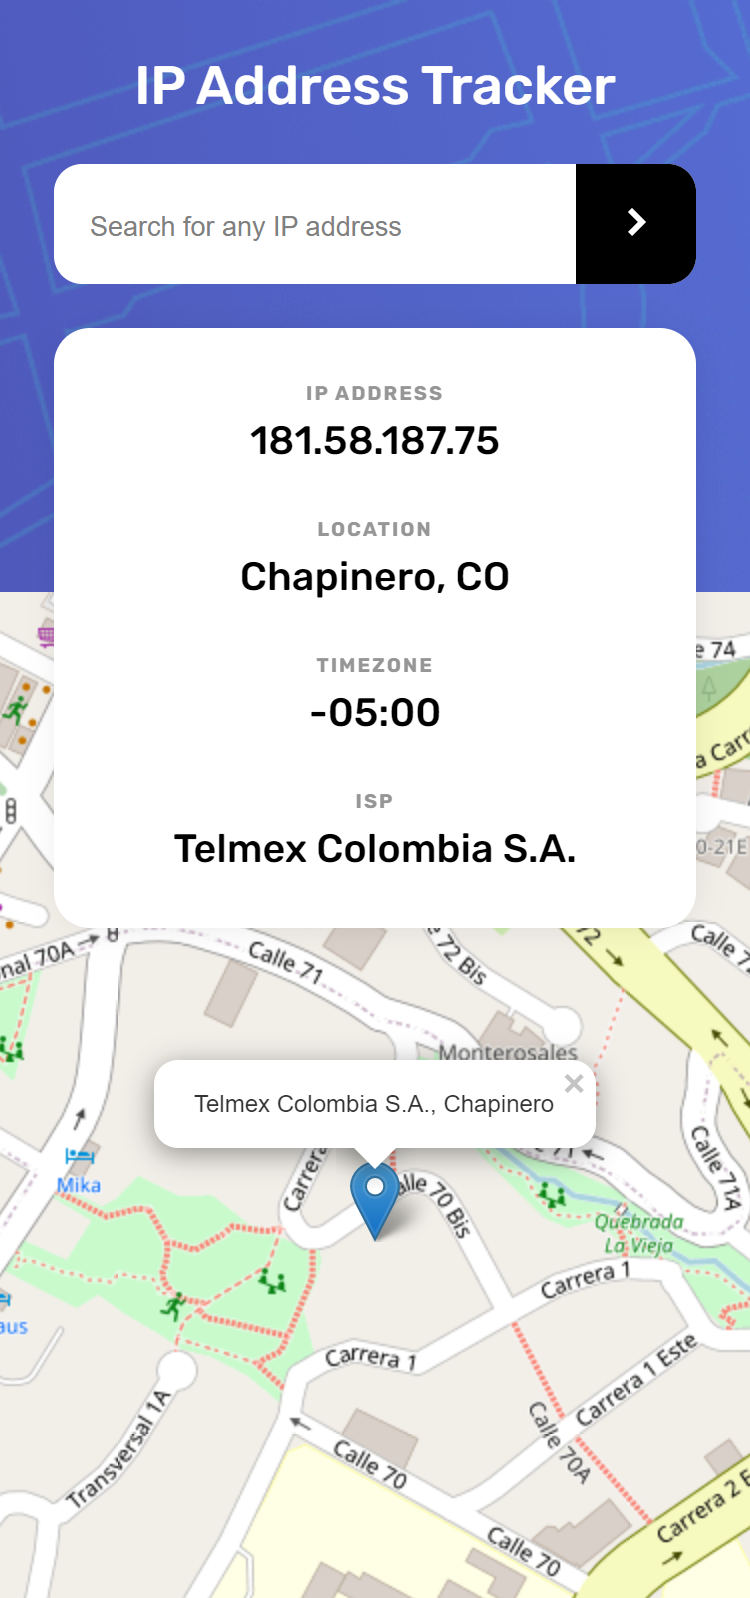 IP Address Tracker
Search for any IP address
IP ADDRESS
181.58.187.75
LOCATION
Chapinero, CO
TIMEZONE
-05:00
ISP
Telmex Colombia S.A.
e 74
a Carr
0-21E
nal 70A
Calle 71
e 72 Bis
72
Calle 7
Monterosales
Telmex Colombia S.A., Chapinero
×
71
Calle 71A
Mika
Carrera
alle 70 Bis
Quebrada
La Vieja
Carrera 1
aus
Carrera 1
Carrera 1 Este
Transversal 1A
Calle 70A
Calle 70
Carrera 2 E
Calle 70